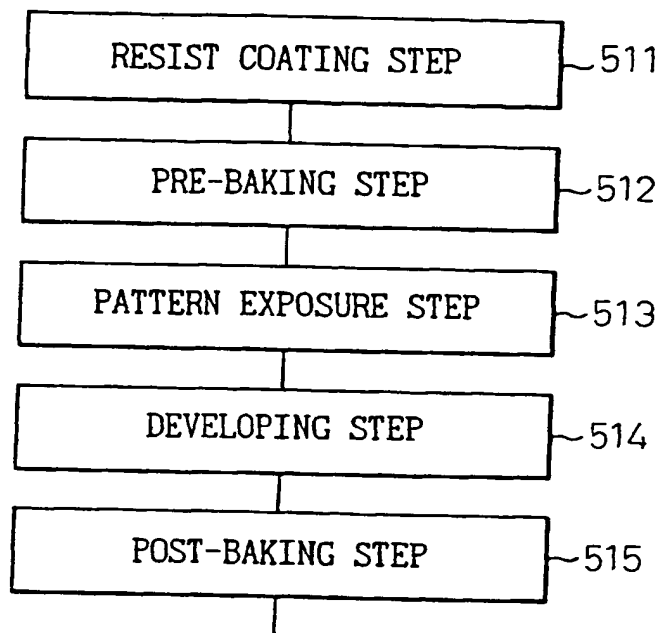 RESIST COATING STEP 511
PRE-BAKING STEP 512
PATTERN EXPOSURE STEP 513
DEVELOPING STEP 514
POST-BAKING STEP 515